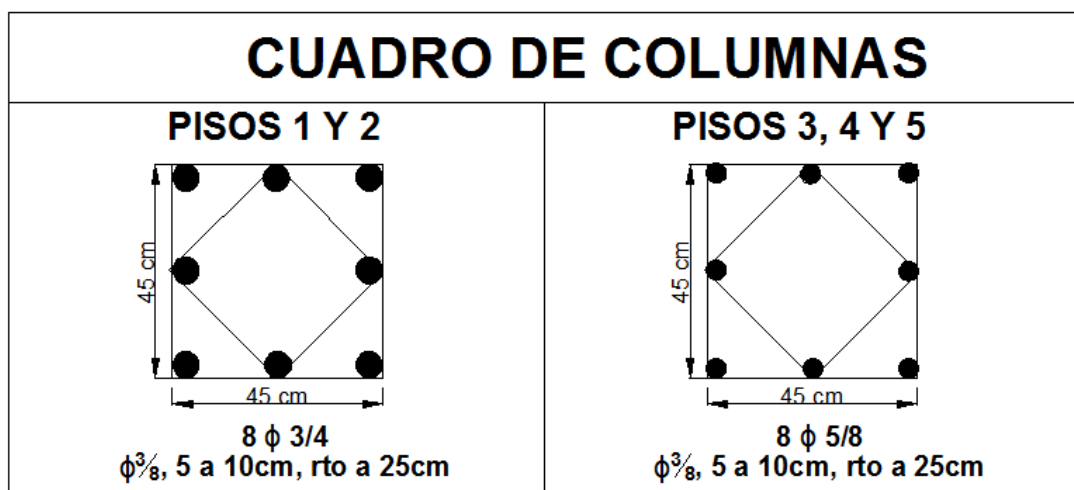 CUADRO DE COLUMNAS
PISOS 1 Y 2
45 cm
45 cm
8 ϕ 3/4
ϕ⅜, 5 a 10cm, rto a 25cm
PISOS 3, 4 Y 5
45 cm
45 cm
8 ϕ 5/8
ϕ⅜, 5 a 10cm, rto a 25cm